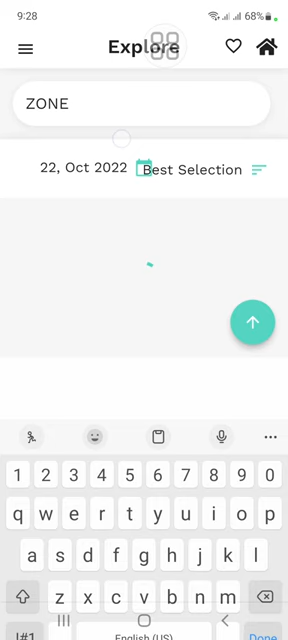 9:28 68%
Explore
ZONE
22, Oct 2022 Best Selection
1 2 3 4 5 6 7 8 9 0
q w e r t y u i o p
a s d f g h j k l
z x c v b n m
!#1 English (US) Done